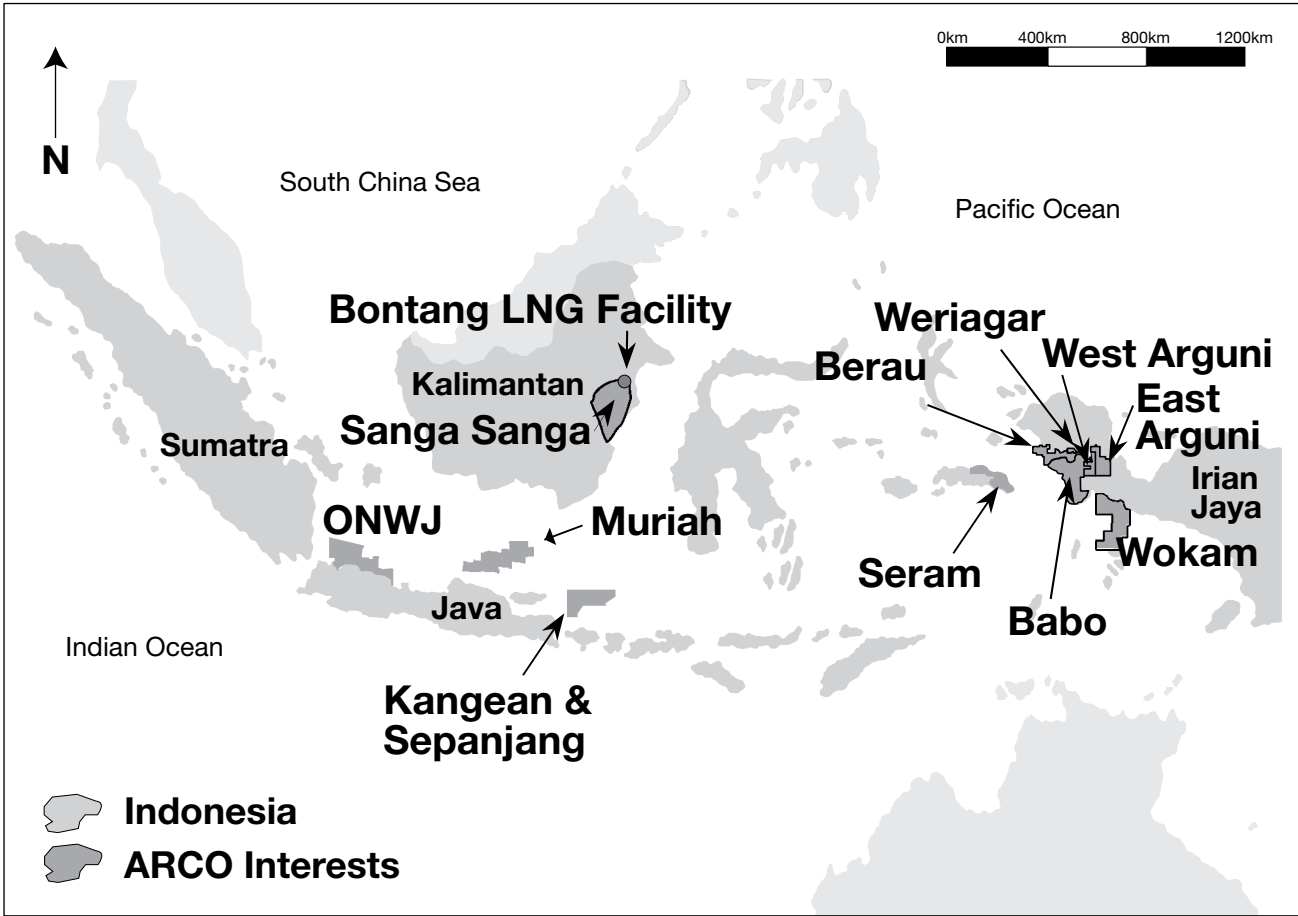 0km 400km 800km 1200km
N
South China Sea
Pacific Ocean
Bontang LNG Facility
Weriagar
West Arguni
Berau
Kalimantan
East
Arguni
Sanga Sanga
Sumatra
Irian
Jaya
ONWJ
Muriah
Wokam
Seram
Java
Babo
Indian Ocean
Kangean &
Sepanjang
Indonesia
ARCO Interests